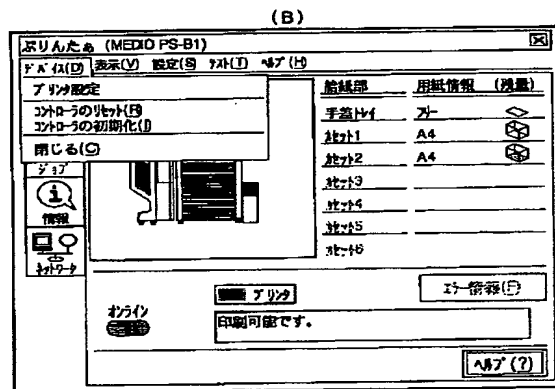 (B)
ぷりんたぁ (MEDIO PS-B1)
デバイス(D) 表示(V) 設定(S) テスト(T) ヘルプ(H)
プリンタ設定
コントローラのリセット(R)
コントローラの初期化(I)
閉じる(C)
ジョブ
情報
ネットワーク
給紙部 用紙情報 (残量)
手差トレイ フリー
カセット1 A4
カセット2 A4
カセット3
カセット4
カセット5
カセット6
オンライン
プリンタ
エラー情報(E)
印刷可能です。
ヘルプ(?)